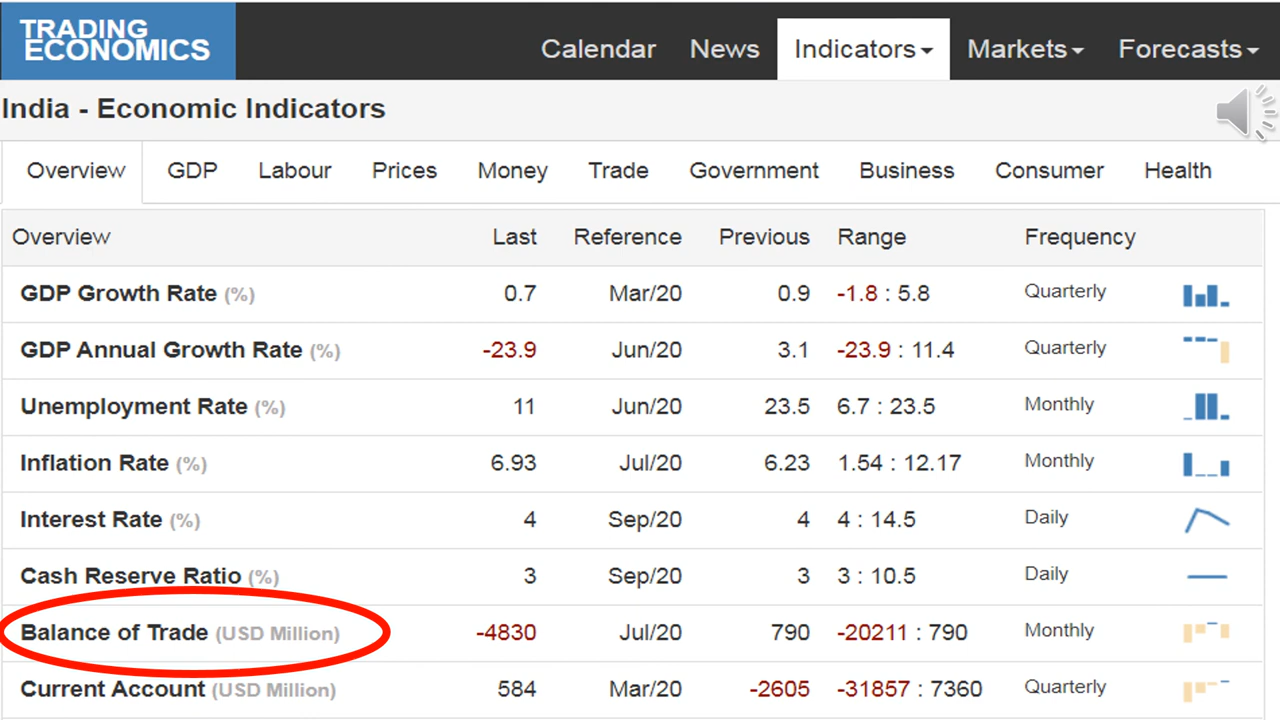 TRADING
ECONOMICS
Calendar News Indicators Markets Forecasts
India - Economic Indicators
Overview GDP Labour Prices Money Trade Government Business Consumer Health
Overview Last Reference Previous Range Frequency
GDP Growth Rate (%) 0.7 Mar/20 0.9 -1.8 : 5.8 Quarterly
GDP Annual Growth Rate (%) -23.9 Jun/20 3.1 -23.9 : 11.4 Quarterly
Unemployment Rate (%) 11 Jun/20 23.5 6.7 : 23.5 Monthly
Inflation Rate (%) 6.93 Jul/20 6.23 1.54 : 12.17 Monthly
Interest Rate (%) 4 Sep/20 4 4 : 14.5 Daily
Cash Reserve Ratio (%) 3 Sep/20 3 3 : 10.5 Daily
Balance of Trade (USD Million) -4830 Jul/20 790 -20211 : 790 Monthly
Current Account (USD Million) 584 Mar/20 -2605 -31857 : 7360 Quarterly